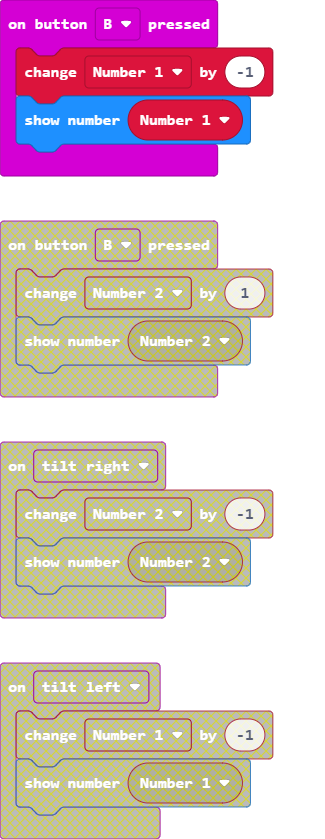 on button B pressed
change Number 1 by -1
show number Number 1
on button B pressed
change Number 2 by 1
show number Number 2
on tilt right
change Number 2 by -1
show number Number 2
on tilt left
change Number 1 by -1
show number Number 1